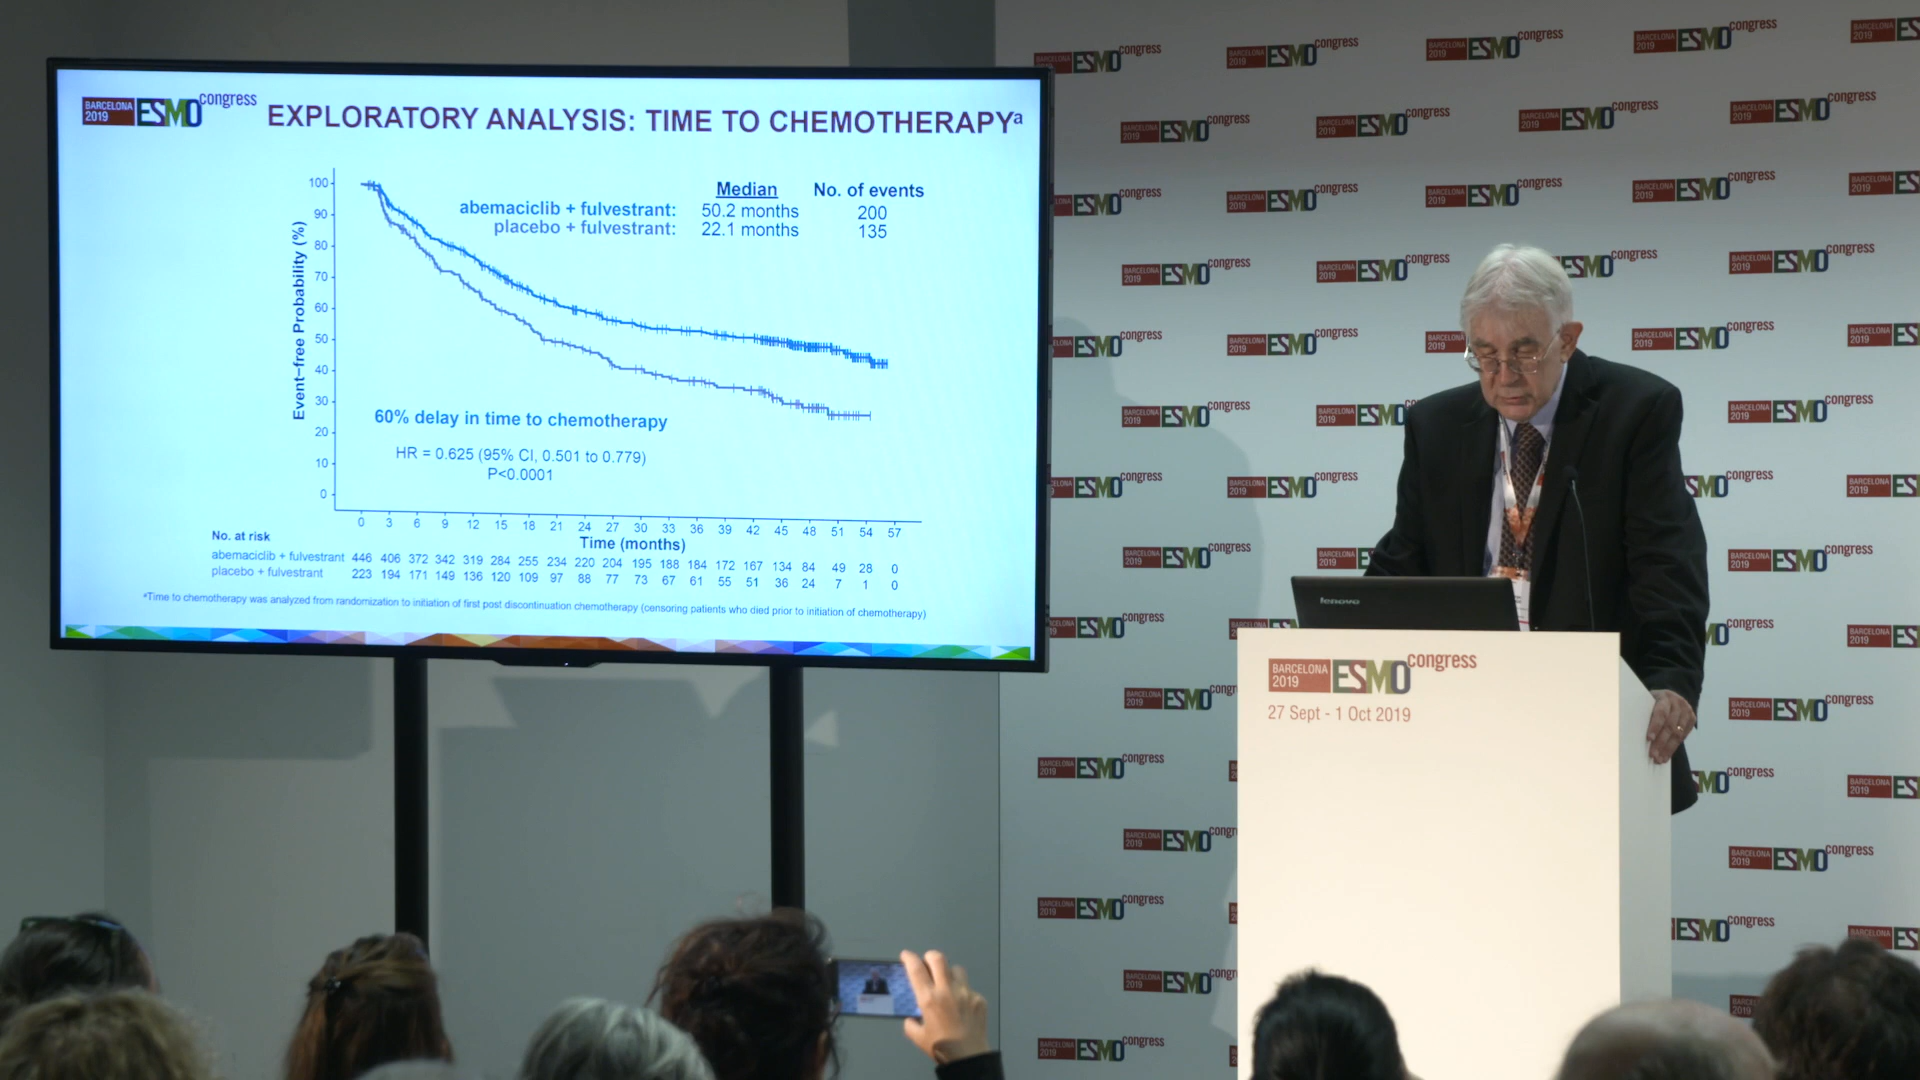 BARCELONA
2019 ESMO congress
EXPLORATORY ANALYSIS: TIME TO CHEMOTHERAPYa
Median No. of events
abemaciclib + fulvestrant: 50.2 months 200
placebo + fulvestrant: 22.1 months 135
Event-free Probability (%)
100
90
80
70
60
50
40
30
20
10
0
60% delay in time to chemotherapy
HR = 0.625 (95% CI, 0.501 to 0.779)
P<0.0001
0 3 6 9 12 15 18 21 24 27 30 33 36 39 42 45 48 51 54 57
Time (months)
No. at risk
abemaciclib + fulvestrant 446 406 372 342 319 284 255 234 220 204 195 188 184 172 167 134 84 49 28 0
placebo + fulvestrant 223 194 171 149 136 120 109 97 88 77 73 67 61 55 51 36 24 7 1 0
aTime to chemotherapy was analyzed from randomization to initiation of first post discontinuation chemotherapy (censoring patients who died prior to initiation of chemotherapy)
BARCELONA
2019 ESMO congress
lenovo
BARCELONA
2019 ESMO congress
27 Sept - 1 Oct 2019